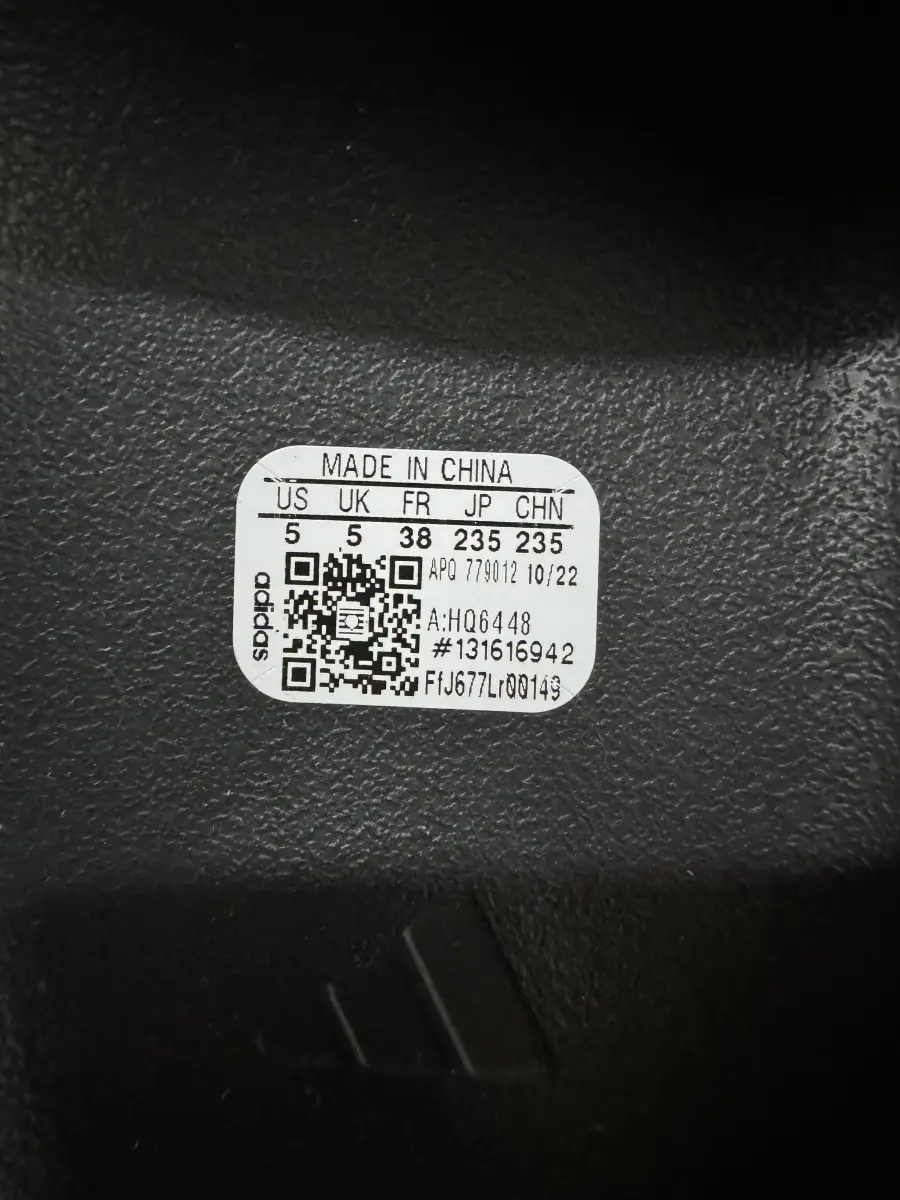 MADE IN CHINA
US UK FR JP CHN
5 5 38 235 235
APQ 779012 10/22
A:HQ6448
#131616942
FfJ677Lr00149
adidas